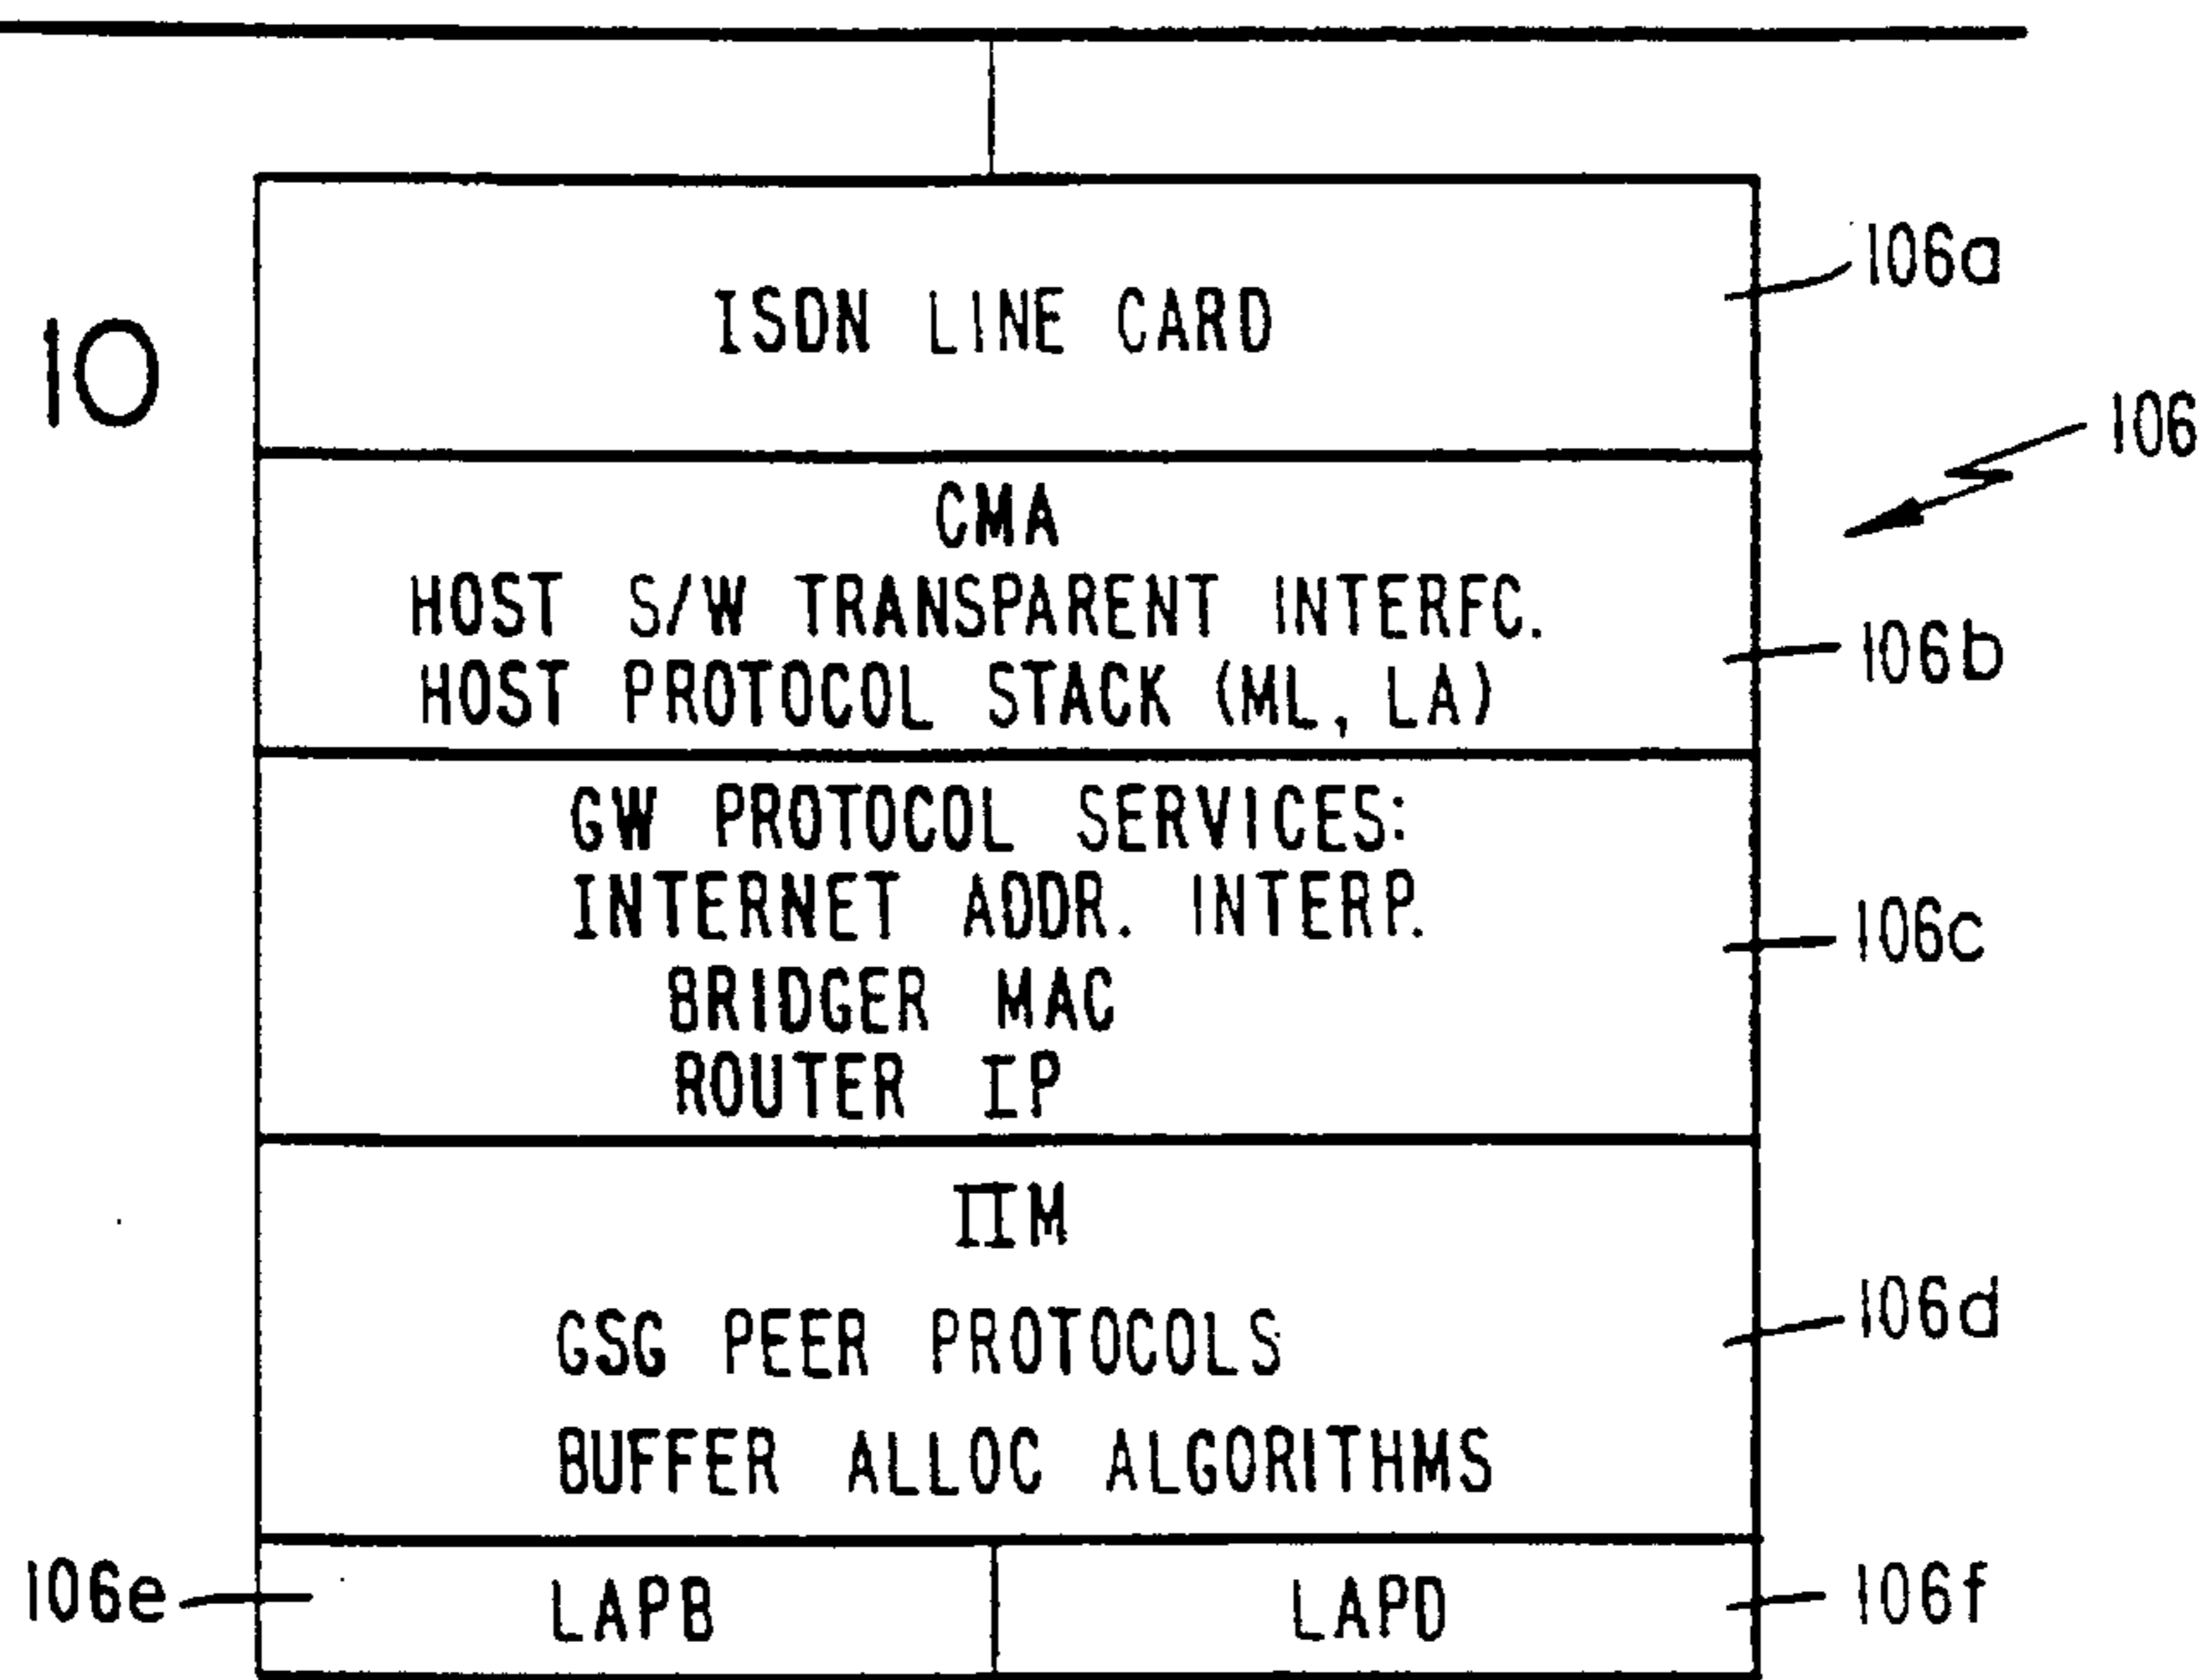 ISDN LINE CARD
106a
10
106
CMA
HOST S/W TRANSPARENT INTERFC.
HOST PROTOCOL STACK (ML, LA)
106b
GW PROTOCOL SERVICES:
INTERNET ADDR. INTERP.
BRIDGER MAC
ROUTER IP
106c
IIM
GSG PEER PROTOCOLS
BUFFER ALLOC ALGORITHMS
106d
106e
LAPB
LAPD
106f